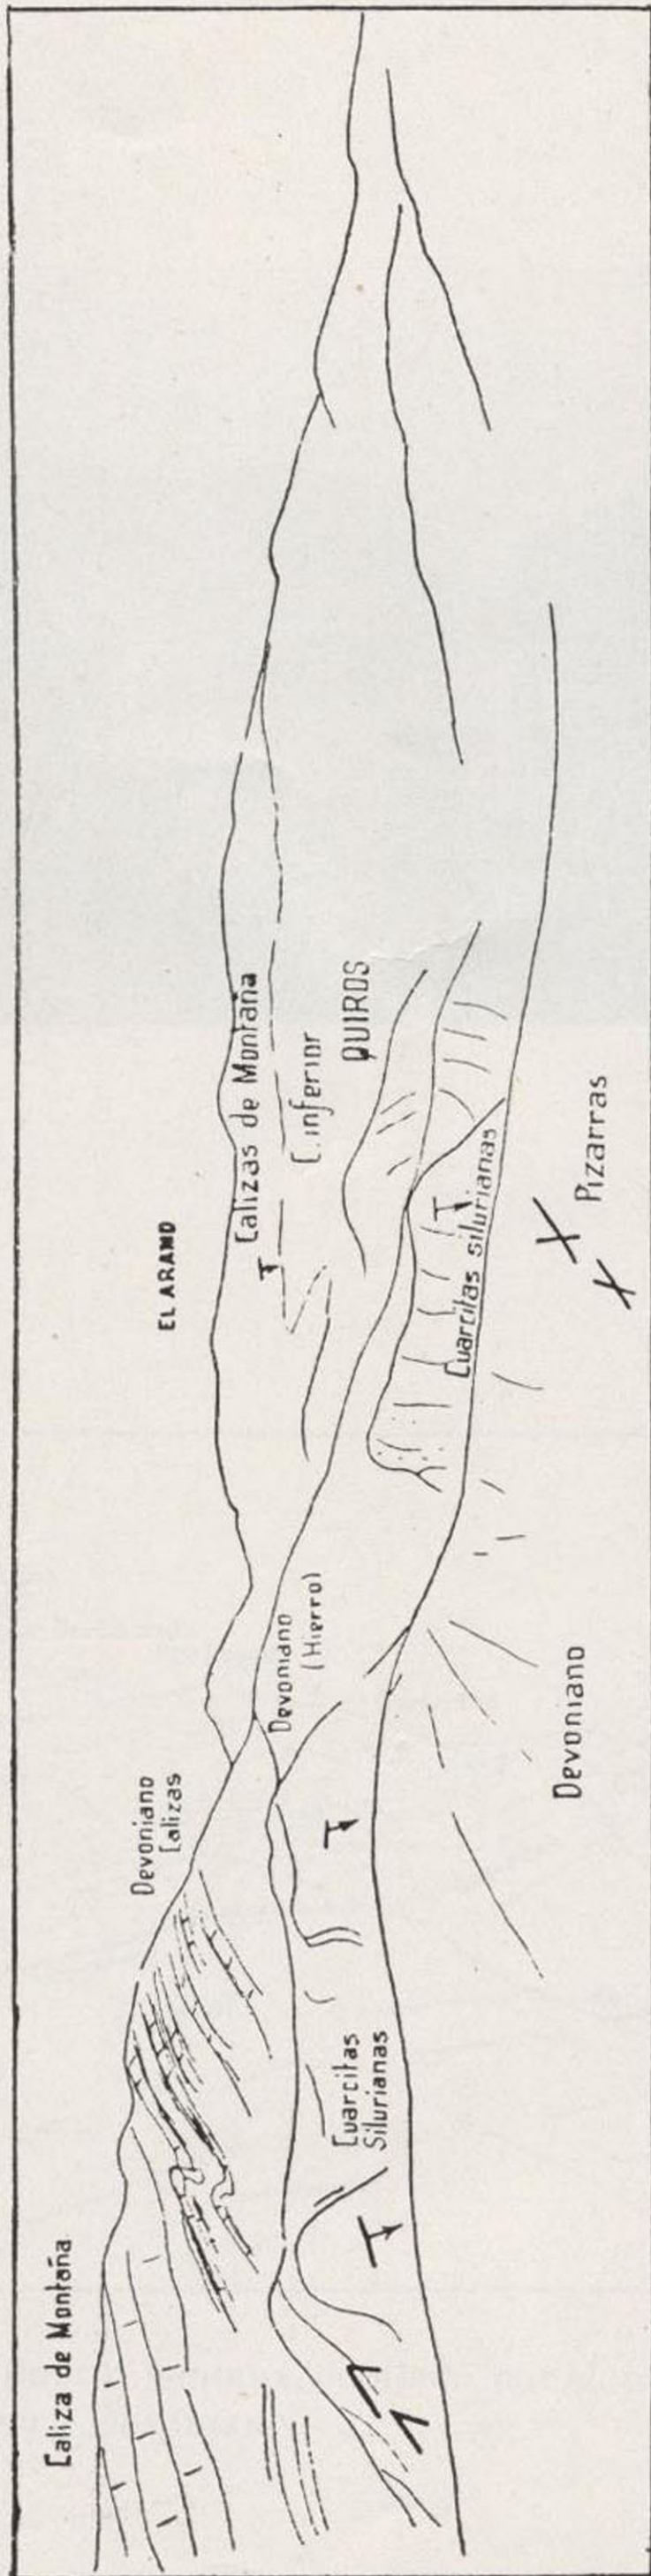 Caliza de Montaña
Devoniano
Calizas
EL ARAMO
Calizas de Montaña
C. inferior
QUIROS
Devoniano
(Hierro)
Cuarcitas
Silurianas
Cuarcitas silurianas
Devoniano
Pizarras